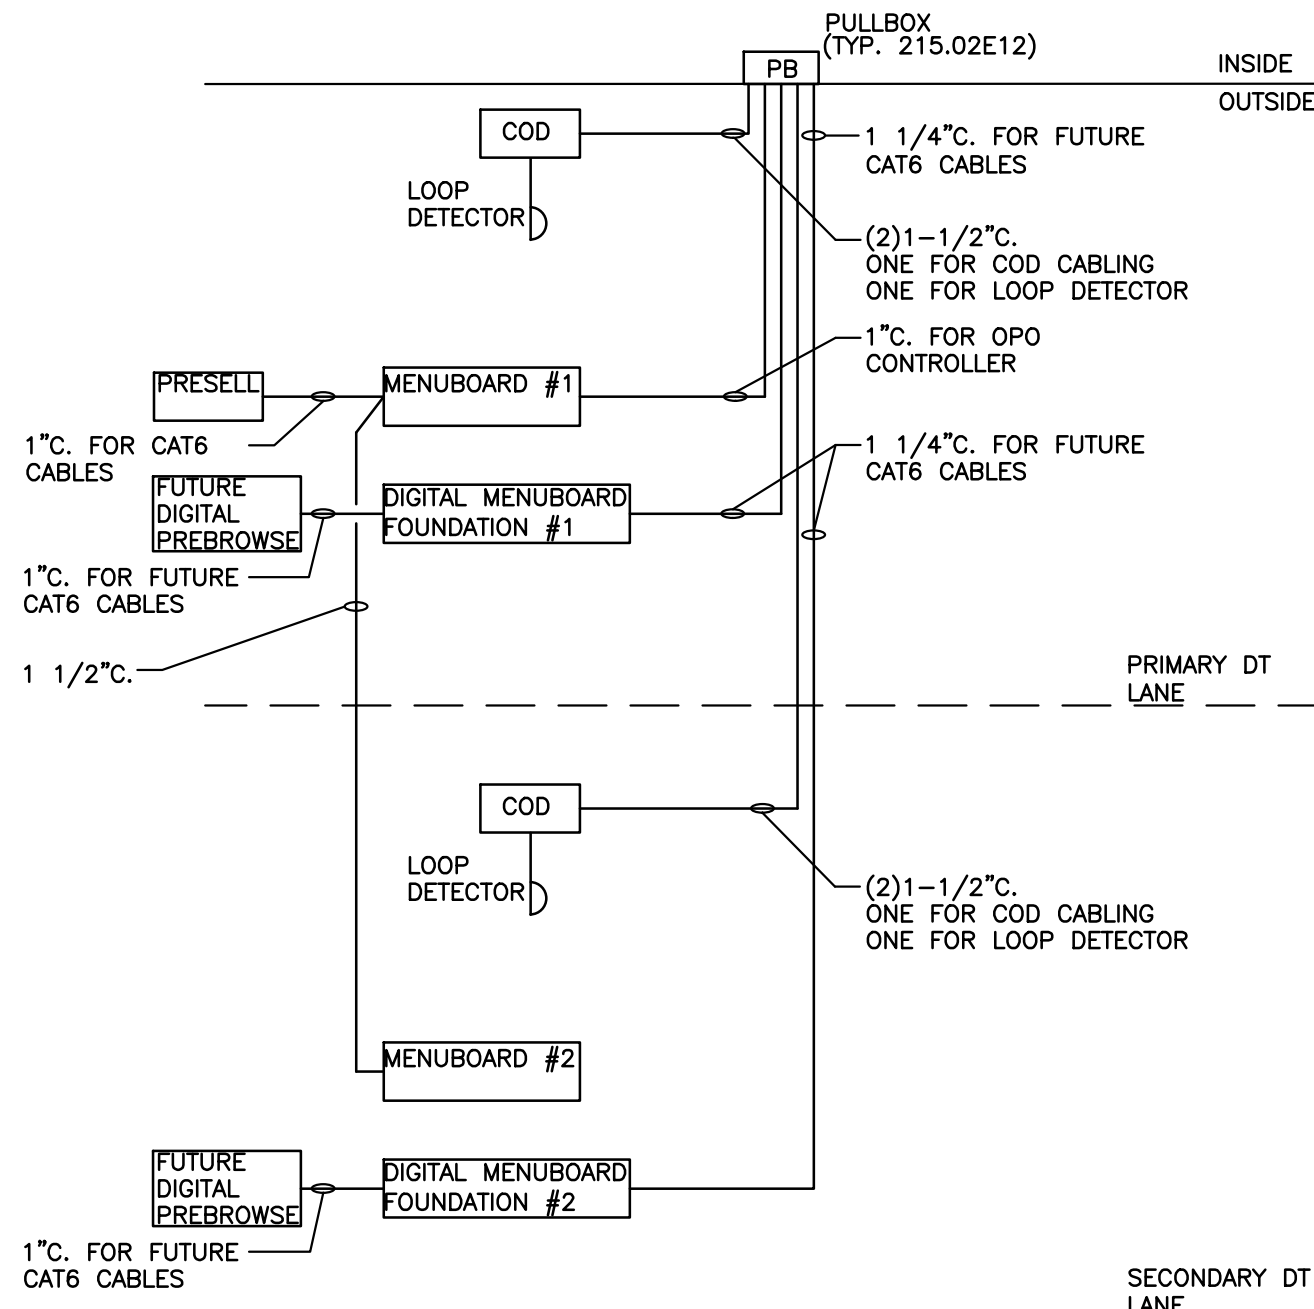 PULLBOX
(TYP. 215.02E12)
PB
INSIDE
OUTSIDE
COD
1 1/4"C. FOR FUTURE
CAT6 CABLES
LOOP
DETECTOR
(2)1-1/2"C.
ONE FOR COD CABLING
ONE FOR LOOP DETECTOR
1"C. FOR OPO
CONTROLLER
PRESELL
MENUBOARD #1
1"C. FOR CAT6
CABLES
1 1/4"C. FOR FUTURE
CAT6 CABLES
FUTURE
DIGITAL
PREBROWSE
DIGITAL MENUBOARD
FOUNDATION #1
1"C. FOR FUTURE
CAT6 CABLES
1 1/2"C.
PRIMARY DT
LANE
COD
LOOP
DETECTOR
(2)1-1/2"C.
ONE FOR COD CABLING
ONE FOR LOOP DETECTOR
MENUBOARD #2
FUTURE
DIGITAL
PREBROWSE
DIGITAL MENUBOARD
FOUNDATION #2
1"C. FOR FUTURE
CAT6 CABLES
SECONDARY DT
LANE